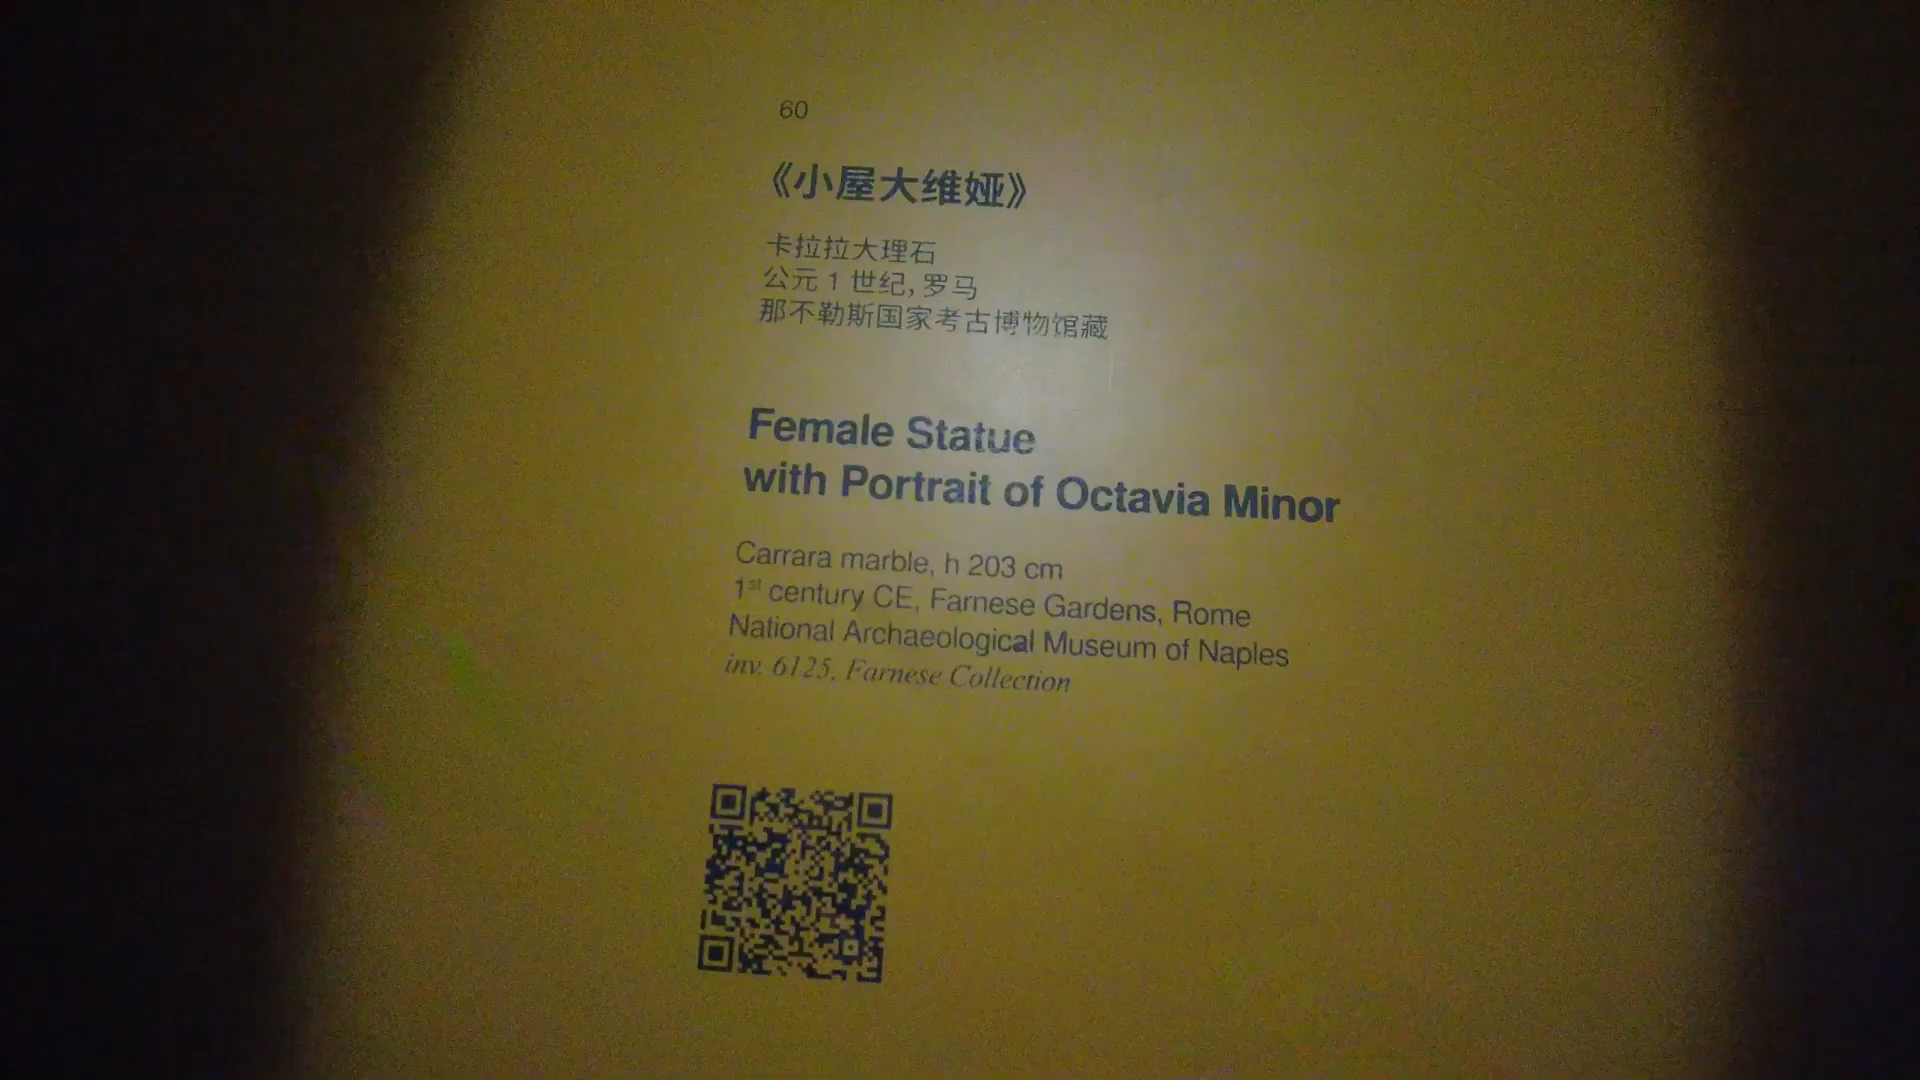 60
《小屋大维娅》
卡拉拉大理石
公元 1 世纪, 罗马
那不勒斯国家考古博物馆藏
Female Statue
with Portrait of Octavia Minor
Carrara marble, h 203 cm
1st century CE, Farnese Gardens, Rome
National Archaeological Museum of Naples
inv. 6125, Farnese Collection